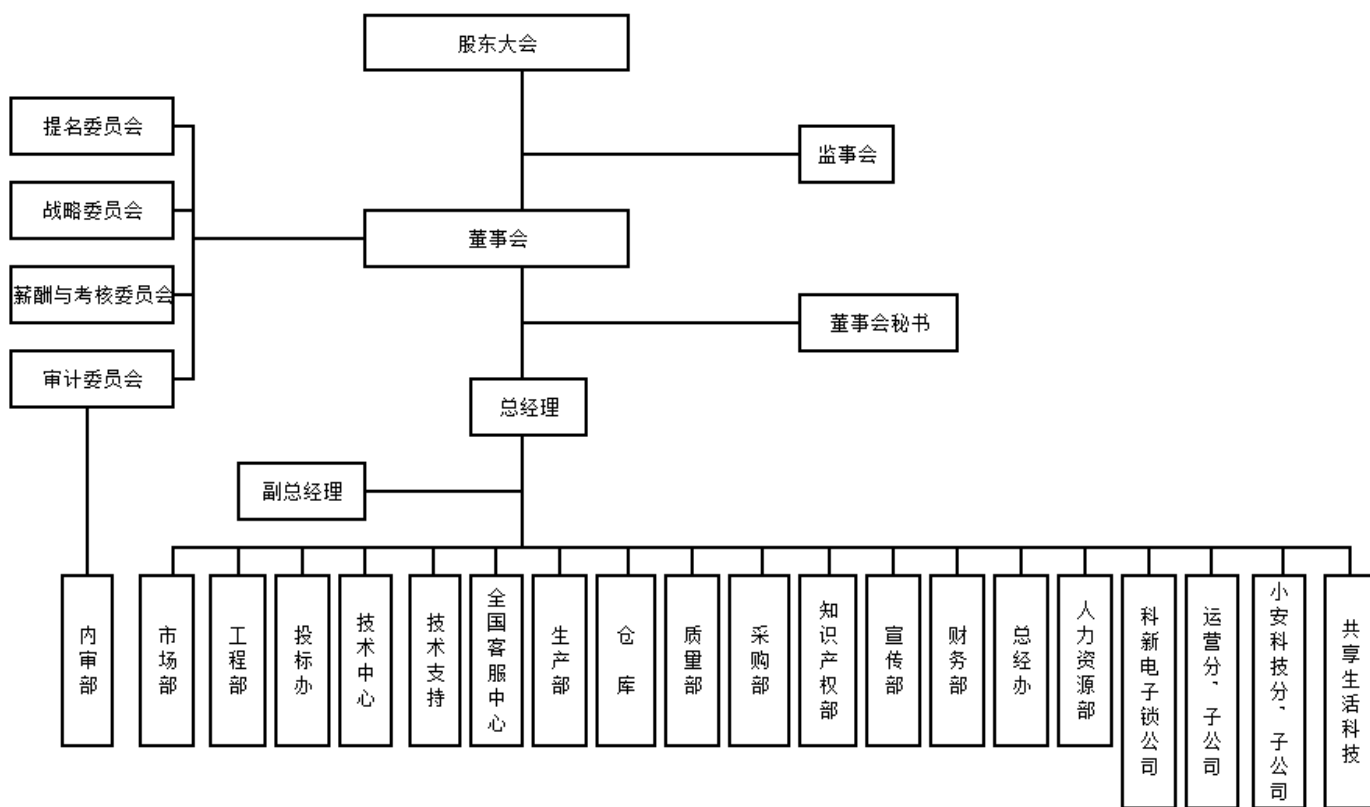 股东大会
提名委员会
监事会
战略委员会
董事会
薪酬与考核委员会
董事会秘书
审计委员会
总经理
副总经理
内审部
市场部
工程部
投标办
技术中心
技术支持
全国客服中心
生产部
仓库
质量部
采购部
知识产权部
宣传部
财务部
总经办
人力资源部
科新电子锁公司
运营分、子公司
小安科技分、子公司
共享生活科技